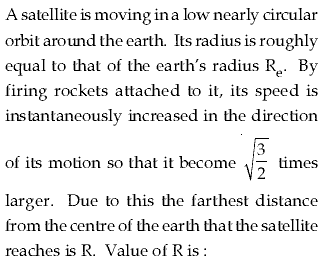 A satellite is moving in a low nearly circular
orbit around the earth. Its radius is roughly
equal to that of the earth's radius Rₑ. By
firing rockets attached to it, its speed is
instantaneously increased in the direction
of its motion so that it become √(3/2) times
larger. Due to this the farthest distance
from the centre of the earth that the satellite
reaches is R. Value of R is :